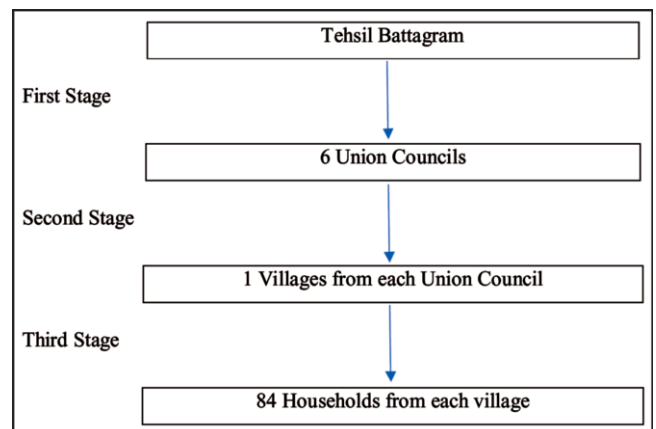 Tehsil Battagram
First Stage
6 Union Councils
Second Stage
1 Villages from each Union Council
Third Stage
84 Households from each village